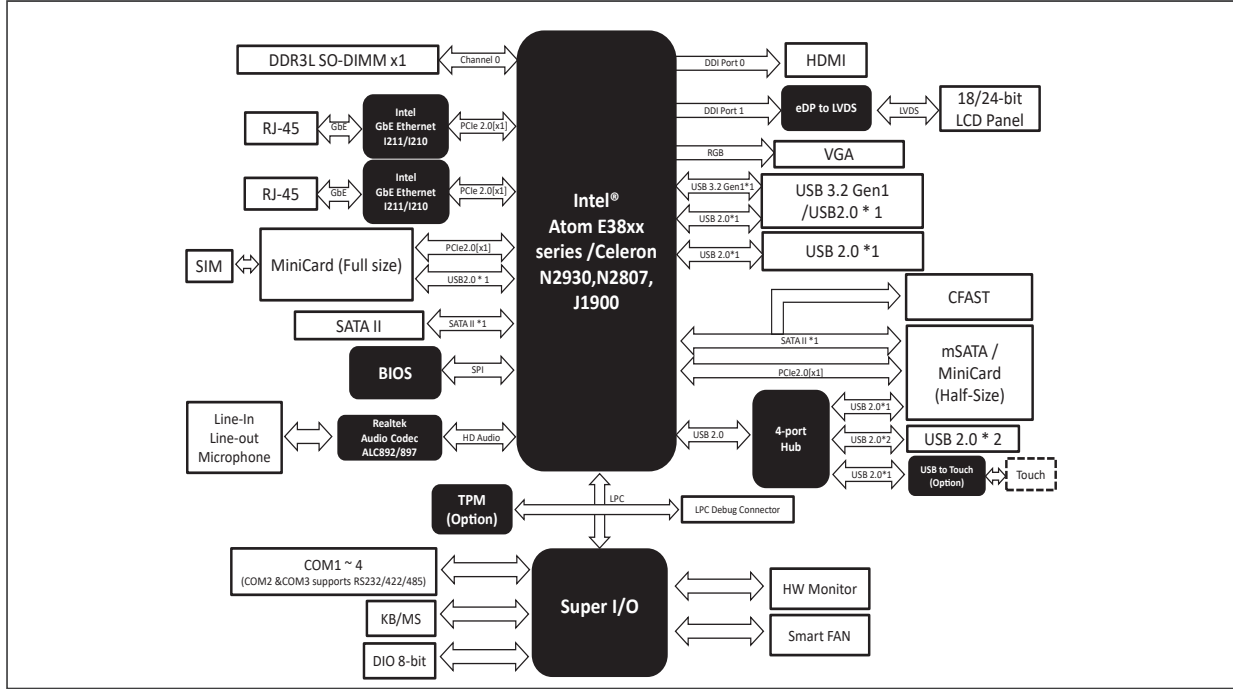 DDR3L SO-DIMM x1
Channel 0
RJ-45
GbE
Intel
GbE Ethernet
I211/I210
PCIe 2.0[x1]
RJ-45
GbE
Intel
GbE Ethernet
I211/I210
PCIe 2.0[x1]
SIM
MiniCard (Full size)
PCIe2.0[x1]
USB2.0 * 1
SATA II
SATA II *1
BIOS
SPI
Line-In
Line-out
Microphone
Realtek
Audio Codec
ALC892/897
HD Audio
Intel®
Atom E38xx
series /Celeron
N2930,N2807,
J1900
DDI Port 0
HDMI
DDI Port 1
eDP to LVDS
LVDS
18/24-bit
LCD Panel
RGB
VGA
USB 3.2 Gen1*1
USB 2.0*1
USB 3.2 Gen1
/USB2.0 * 1
USB 2.0*1
USB 2.0 *1
CFAST
SATA II *1
PCIe2.0[x1]
mSATA /
MiniCard
(Half-Size)
USB 2.0
4-port
Hub
USB 2.0*1
USB 2.0*2
USB 2.0 * 2
USB 2.0*1
USB to Touch
(Option)
Touch
TPM
(Option)
LPC
LPC Debug Connector
COM1 ~ 4
(COM2 &COM3 supports RS232/422/485)
KB/MS
DIO 8-bit
Super I/O
HW Monitor
Smart FAN